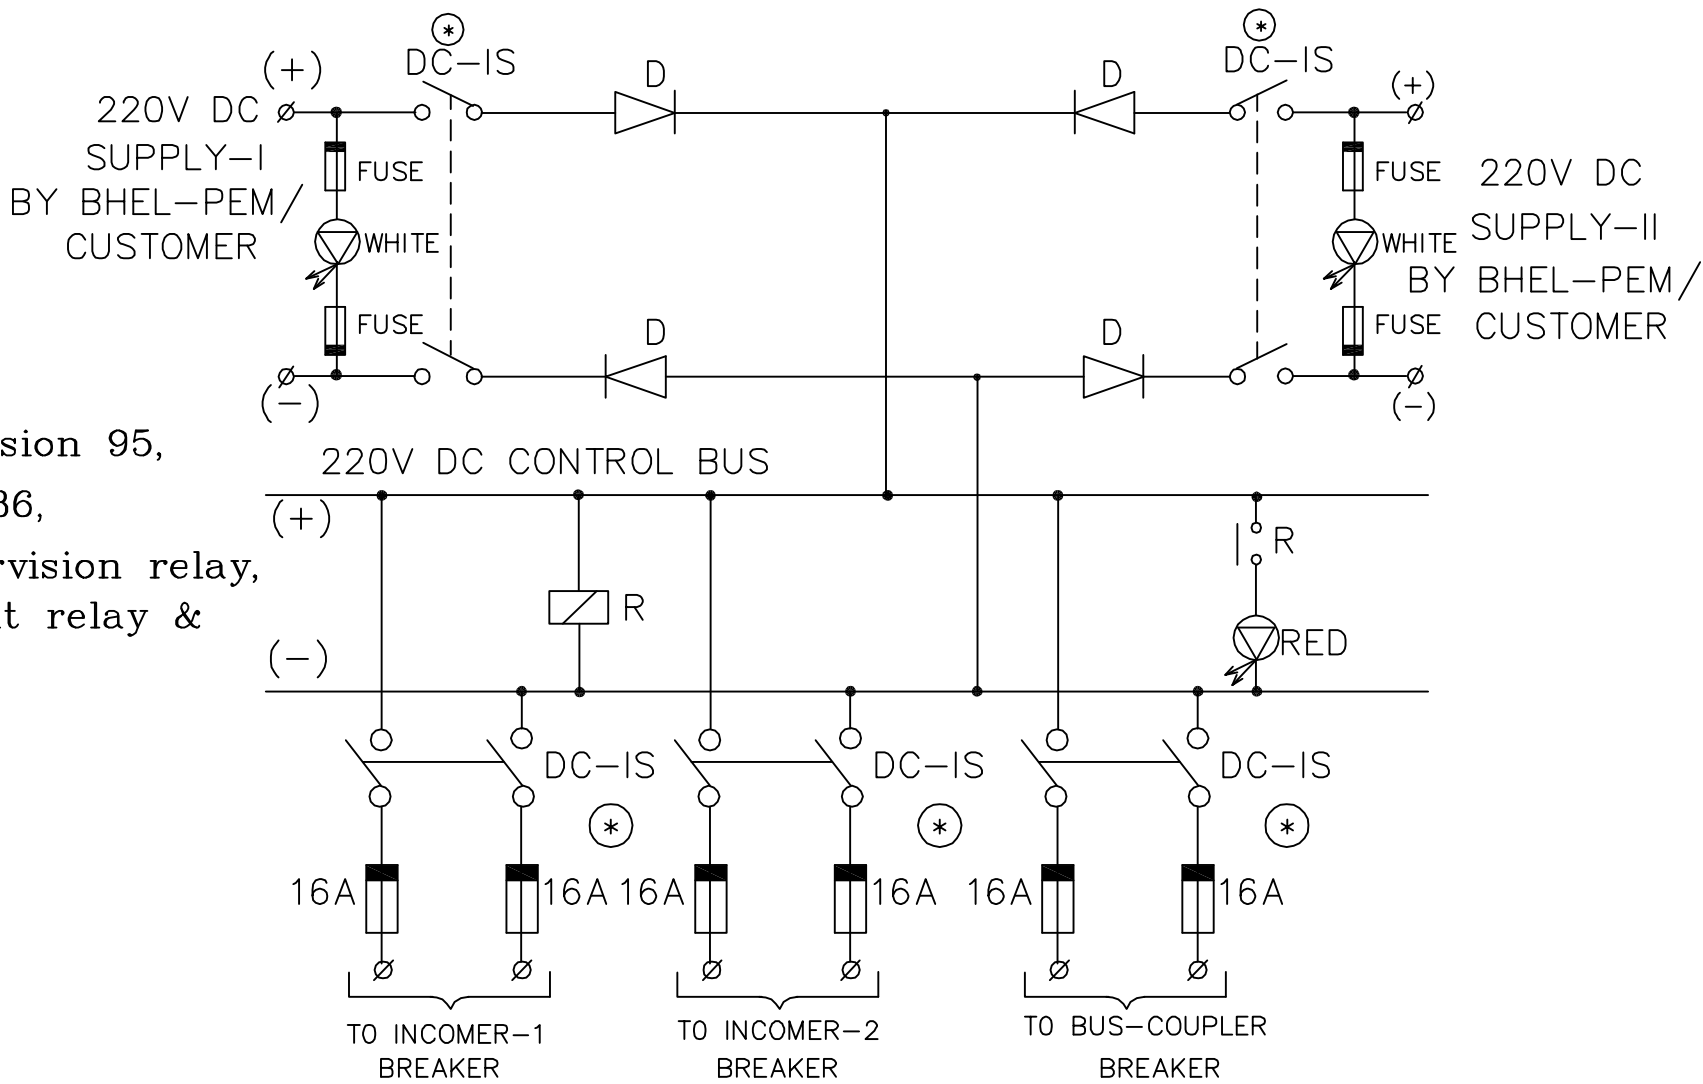 *
DC-IS
(+)
D
D
*
DC-IS
(+)
220V DC
SUPPLY-I
BY BHEL-PEM/
CUSTOMER
FUSE
WHITE
FUSE
(-)
D
D
FUSE
WHITE
FUSE
(-)
220V DC
SUPPLY-II
BY BHEL-PEM/
CUSTOMER
sion 95,
36,
rvision relay,
relay &
220V DC CONTROL BUS
(+)
R
R
RED
(-)
DC-IS
*
DC-IS
*
DC-IS
*
16A
16A
16A
16A
16A
16A
TO INCOMER-1
BREAKER
TO INCOMER-2
BREAKER
TO BUS-COUPLER
BREAKER